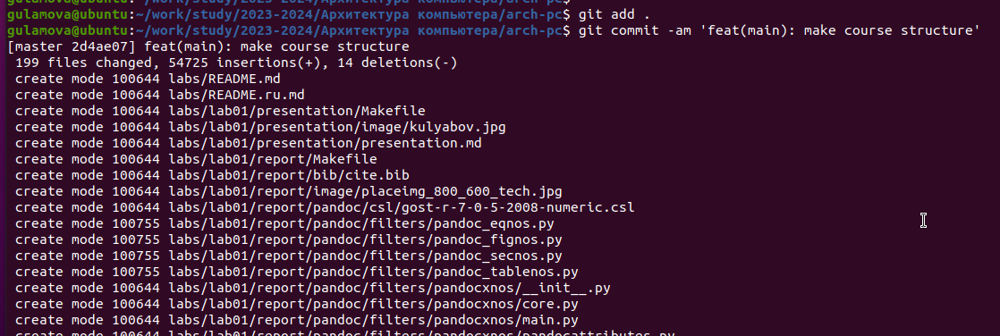 gulamova@ubuntu:~/work/study/2023-2024/Архитектура компьютера/arch-pc$
gulamova@ubuntu:~/work/study/2023-2024/Архитектура компьютера/arch-pc$ git add .
gulamova@ubuntu:~/work/study/2023-2024/Архитектура компьютера/arch-pc$ git commit -am 'feat(main): make course structure'
[master 2d4ae07] feat(main): make course structure
 199 files changed, 54725 insertions(+), 14 deletions(-)
 create mode 100644 labs/README.md
 create mode 100644 labs/README.ru.md
 create mode 100644 labs/lab01/presentation/Makefile
 create mode 100644 labs/lab01/presentation/image/kulyabov.jpg
 create mode 100644 labs/lab01/presentation/presentation.md
 create mode 100644 labs/lab01/report/Makefile
 create mode 100644 labs/lab01/report/bib/cite.bib
 create mode 100644 labs/lab01/report/image/placeimg_800_600_tech.jpg
 create mode 100644 labs/lab01/report/pandoc/csl/gost-r-7-0-5-2008-numeric.csl
 create mode 100755 labs/lab01/report/pandoc/filters/pandoc_eqnos.py
 create mode 100755 labs/lab01/report/pandoc/filters/pandoc_fignos.py
 create mode 100755 labs/lab01/report/pandoc/filters/pandoc_secnos.py
 create mode 100755 labs/lab01/report/pandoc/filters/pandoc_tablenos.py
 create mode 100644 labs/lab01/report/pandoc/filters/pandocxnos/__init__.py
 create mode 100644 labs/lab01/report/pandoc/filters/pandocxnos/core.py
 create mode 100644 labs/lab01/report/pandoc/filters/pandocxnos/main.py
 create mode 100644 labs/lab01/report/pandoc/filters/pandocxnos/pandocattributes.py